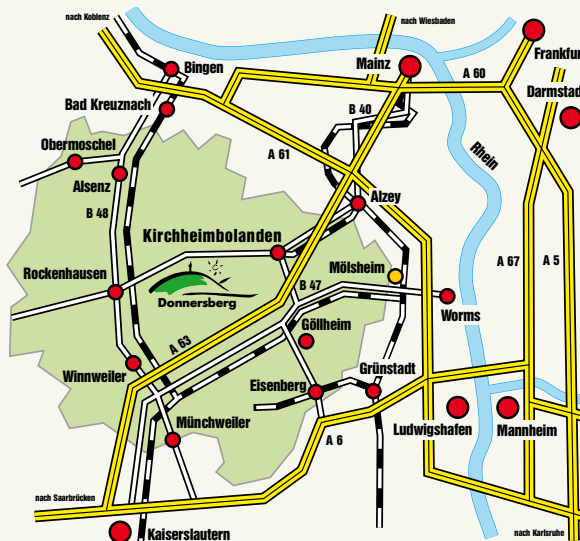 nach Koblenz
nach Wiesbaden
Bingen
Mainz
Frankfur
A 60
Bad Kreuznach
B 40
Darmstad
Obermoschel
A 61
Rhein
Alsenz
Alzey
B 48
Kirchheimbolanden
A 67
A 5
Rockenhausen
Mölsheim
Donnersberg
B 47
Worms
Göllheim
A 63
Winnweiler
Grünstadt
Eisenberg
Münchweiler
Ludwigshafen
Mannheim
A 6
nach Saarbrücken
Kaiserslautern
nach Karlsruhe